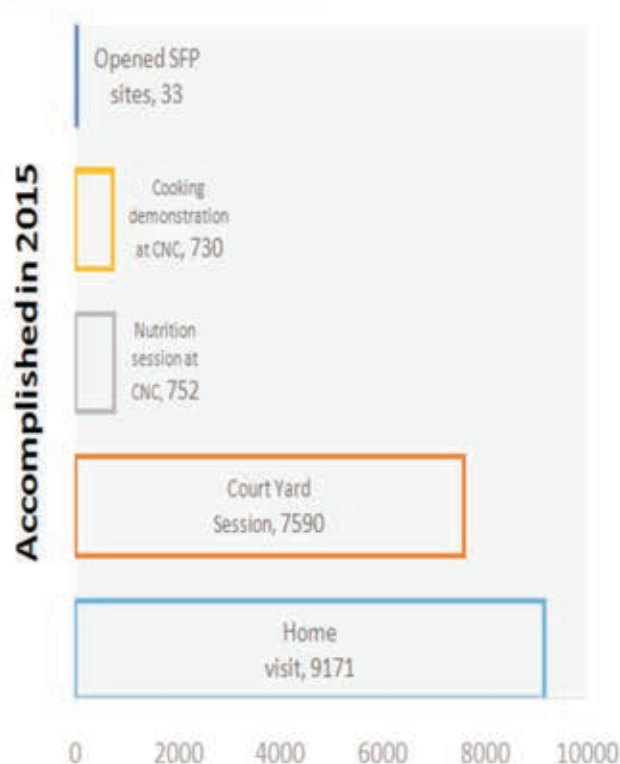 Accomplished in 2015
Opened SFP
sites, 33
Cooking
demonstration
at CNC, 730
Nutrition
session at
CNC, 752
Court Yard
Session, 7590
Home
visit, 9171
0 2000 4000 6000 8000 10000